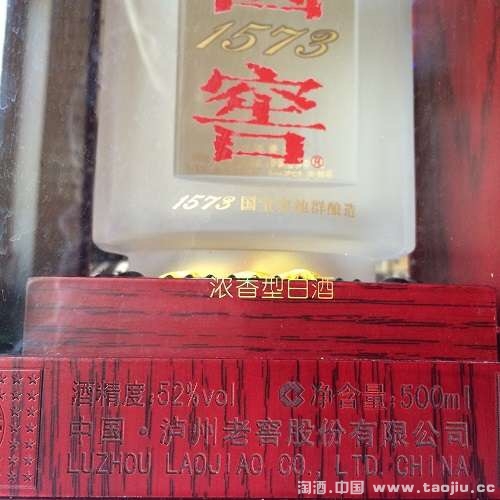 国
1573
窖
1573 国宝窖池群酿造
浓香型白酒
酒精度:52%vol 净含量:500ml
中国·泸州老窖股份有限公司
LUZHOU LAOJIAO CO., LTD. CHINA
淘酒.中国·www.taojiu.cc